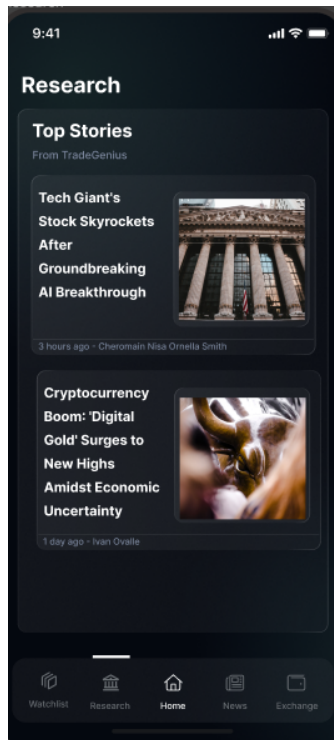 9:41
Research
Top Stories
From TradeGenius
Tech Giant's
Stock Skyrockets
After
Groundbreaking
AI Breakthrough
3 hours ago - Cheromain Nisa Ornella Smith
Cryptocurrency
Boom: 'Digital
Gold' Surges to
New Highs
Amidst Economic
Uncertainty
1 day ago - Ivan Ovalle
Watchlist
Research
Home
News
Exchange